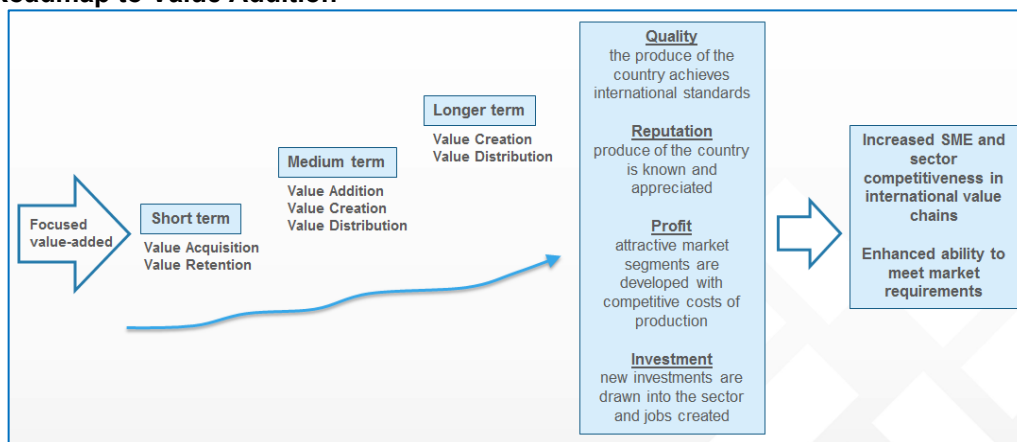 Roadmap to Value Addition
Focused
value-added
Short term
Value Acquisition
Value Retention
Medium term
Value Addition
Value Creation
Value Distribution
Longer term
Value Creation
Value Distribution
Quality
the produce of the
country achieves
international standards
Reputation
produce of the country
is known and
appreciated
Profit
attractive market
segments are
developed with
competitive costs of
production
Investment
new investments are
drawn into the sector
and jobs created
Increased SME and
sector
competitiveness in
international value
chains
Enhanced ability to
meet market
requirements